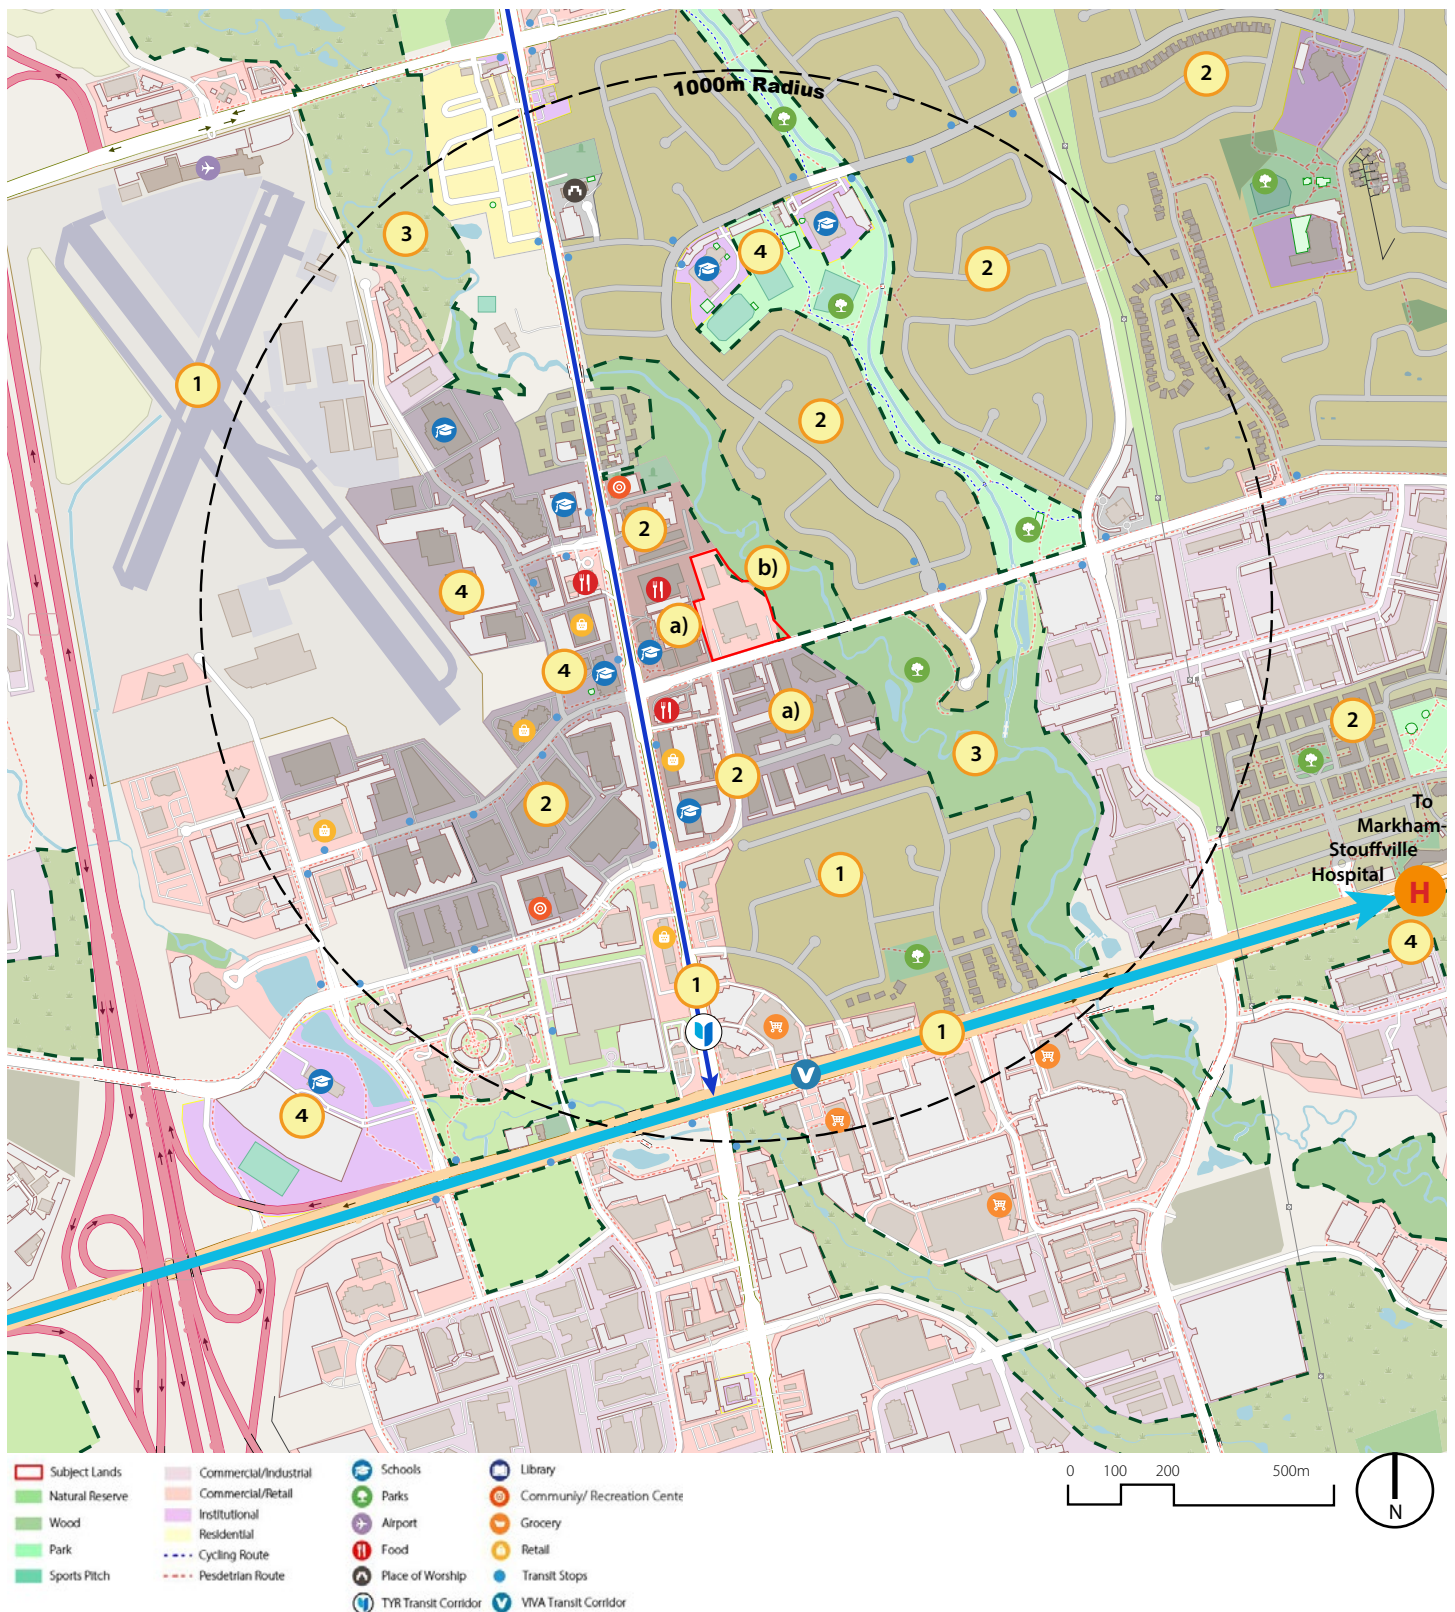 1000m Radius
2
3
4
2
1
2
2
b)
4
a)
4
a)
3
2
2
2
To
Markham-
Stouffville
Hospital
1
H
4
1
1
4
Subject Lands
Natural Reserve
Wood
Park
Sports Pitch
Commercial/Industrial
Commercial/Retail
Institutional
Residential
Cycling Route
Pesdetrian Route
Schools
Parks
Airport
Food
Place of Worship
TYR Transit Corridor
Library
Communiy/ Recreation Cente
Grocery
Retail
Transit Stops
VIVA Transit Corridor
0 100 200 500m
N